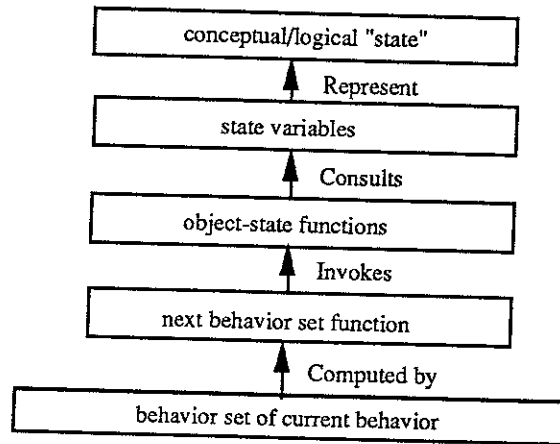 conceptual/logical "state"
Represent
state variables
Consults
object-state functions
Invokes
next behavior set function
Computed by
behavior set of current behavior